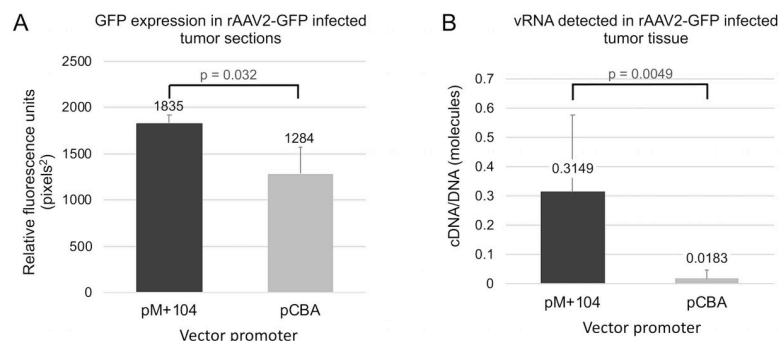 A
GFP expression in rAAV2-GFP infected
tumor sections
Relative fluorescence units
(pixels²)
2500
2000
1500
1000
500
0
p = 0.032
1835
1284
pM+104
pCBA
Vector promoter
B
vRNA detected in rAAV2-GFP infected
tumor tissue
cDNA/DNA (molecules)
0.7
0.6
0.5
0.4
0.3
0.2
0.1
0
p = 0.0049
0.3149
0.0183
pM+104
pCBA
Vector promoter